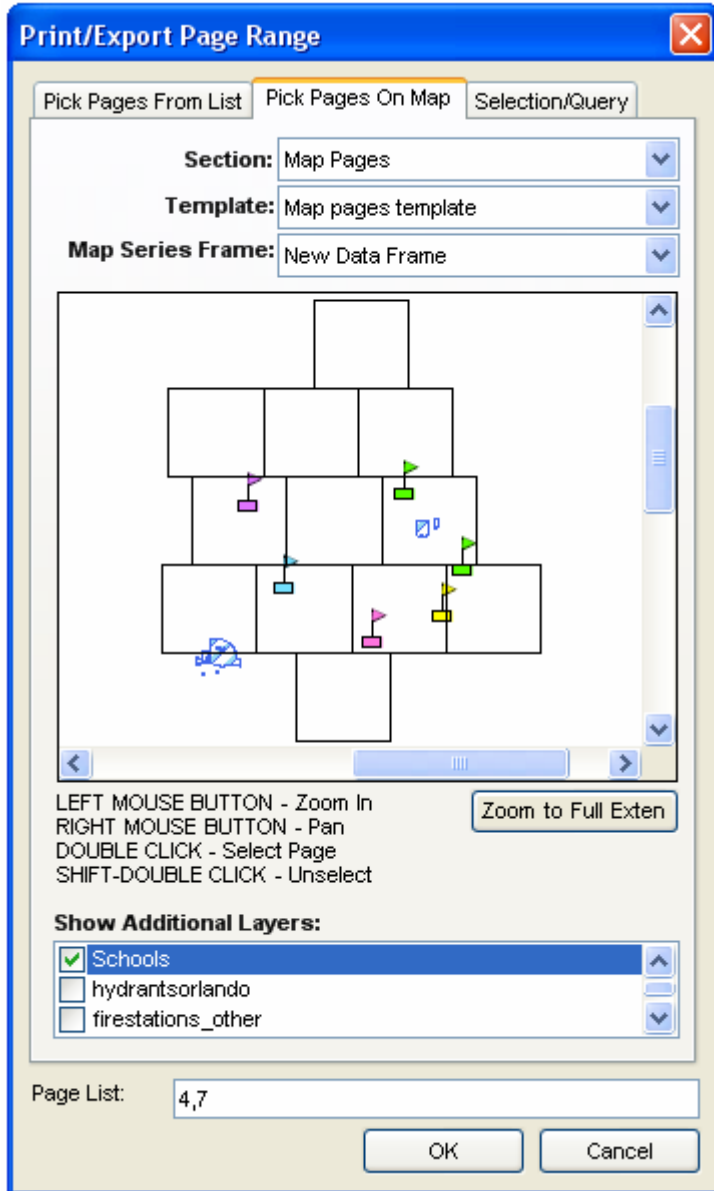 Print/Export Page Range
Pick Pages From List
Pick Pages On Map
Selection/Query
Section: Map Pages
Template: Map pages template
Map Series Frame: New Data Frame
LEFT MOUSE BUTTON - Zoom In
RIGHT MOUSE BUTTON - Pan
DOUBLE CLICK - Select Page
SHIFT-DOUBLE CLICK - Unselect
Zoom to Full Exten
Show Additional Layers:
Schools
hydrantsorlando
firestations_other
Page List: 4,7
OK
Cancel